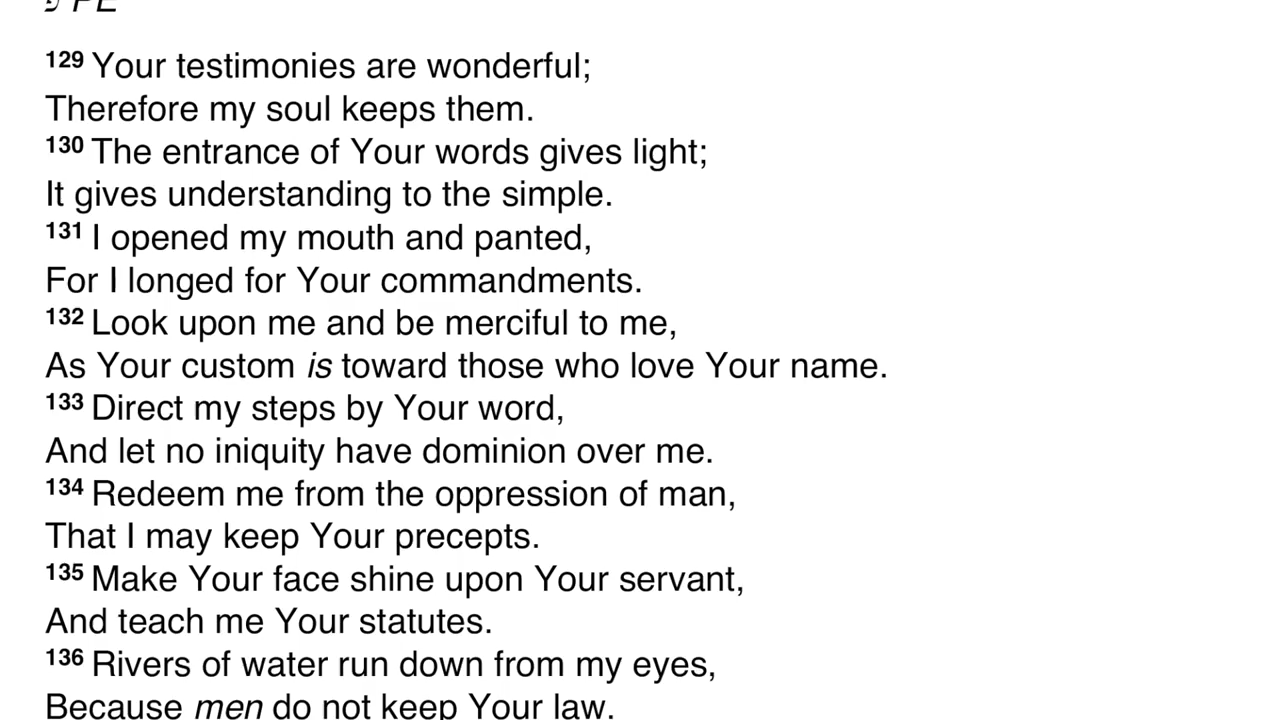 פ PE
129 Your testimonies are wonderful;
Therefore my soul keeps them.
130 The entrance of Your words gives light;
It gives understanding to the simple.
131 I opened my mouth and panted,
For I longed for Your commandments.
132 Look upon me and be merciful to me,
As Your custom is toward those who love Your name.
133 Direct my steps by Your word,
And let no iniquity have dominion over me.
134 Redeem me from the oppression of man,
That I may keep Your precepts.
135 Make Your face shine upon Your servant,
And teach me Your statutes.
136 Rivers of water run down from my eyes,
Because men do not keep Your law.